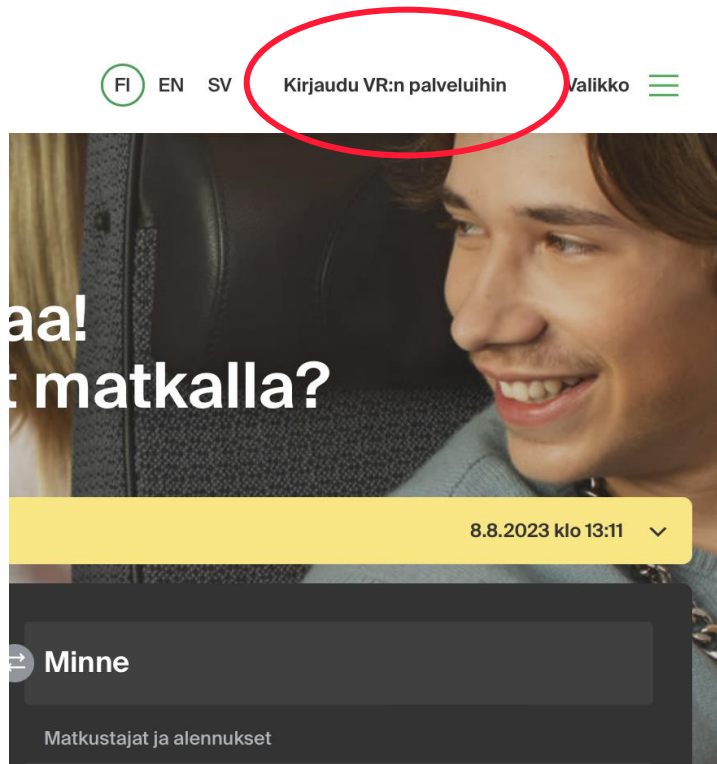 FI EN SV Kirjaudu VR:n palveluihin Valikko
aa!
t matkalla?
8.8.2023 klo 13:11
Minne
Matkustajat ja alennukset